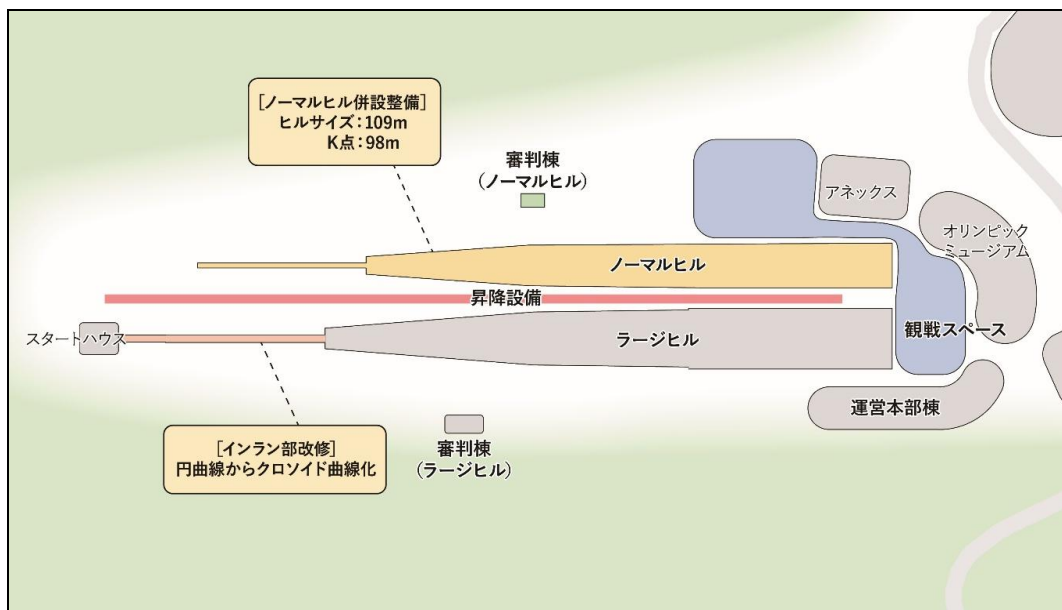 [ノーマルヒル併設整備]
ヒルサイズ：109m
K点：98m
審判棟
（ノーマルヒル）
アネックス
オリンピック
ミュージアム
ノーマルヒル
昇降設備
観戦スペース
スタートハウス
ラージヒル
運営本部棟
[インラン部改修]
円曲線からクロソイド曲線化
審判棟
（ラージヒル）